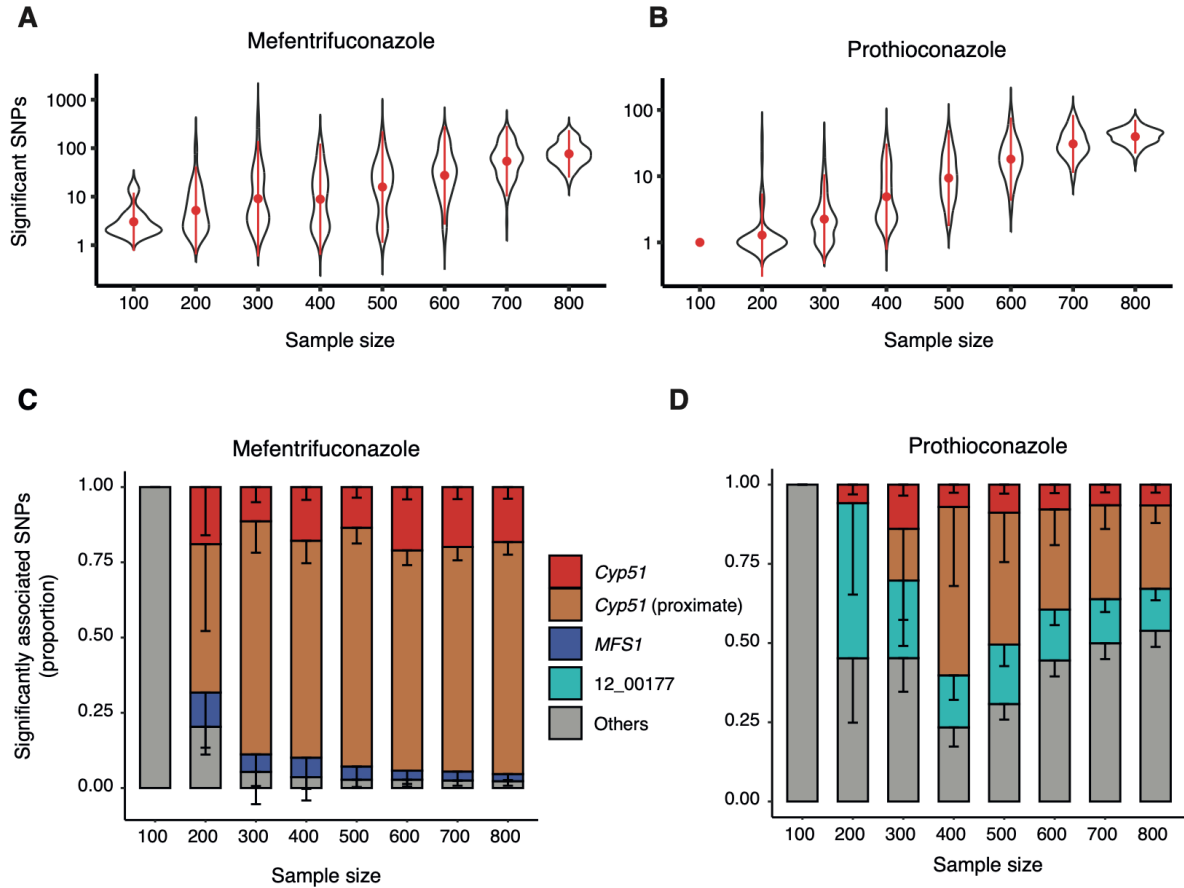 A
Mefentrifuconazole
Significant SNPs
1000
100
10
1
100 200 300 400 500 600 700 800
Sample size
B
Prothioconazole
100
10
1
100 200 300 400 500 600 700 800
Sample size
C
Mefentrifuconazole
Significantly associated SNPs
(proportion)
1.00
0.75
0.50
0.25
0.00
100 200 300 400 500 600 700 800
Sample size
Cyp51
Cyp51 (proximate)
MFS1
12_00177
Others
D
Prothioconazole
1.00
0.75
0.50
0.25
0.00
100 200 300 400 500 600 700 800
Sample size